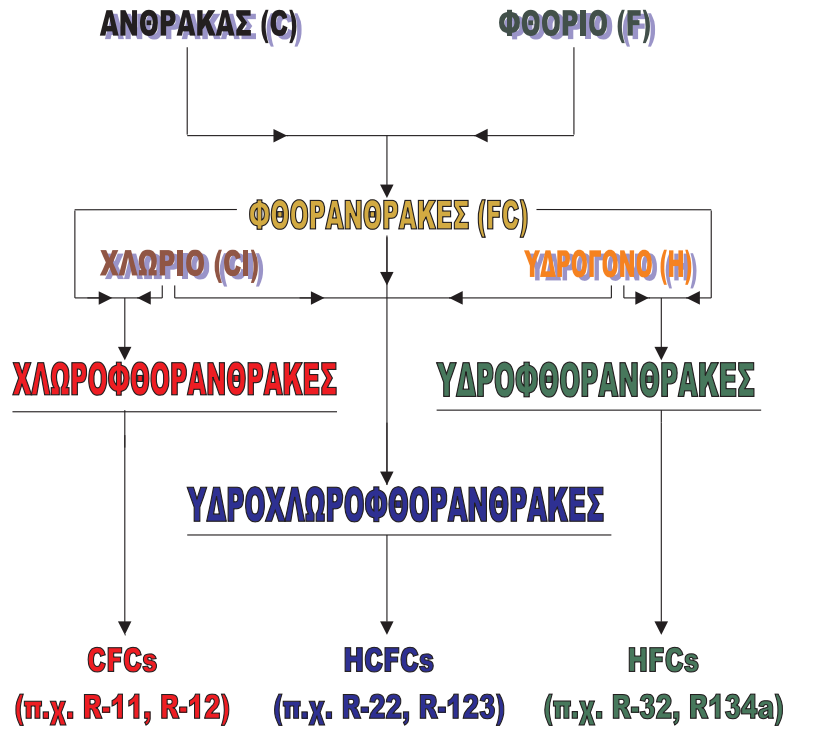 ΑΝΘΡΑΚΑΣ (C)
ΦΘΟΡΙΟ (F)
ΦΘΟΡΑΝΘΡΑΚΕΣ (FC)
ΧΛΩΡΙΟ (Cl)
ΥΔΡΟΓΟΝΟ (H)
ΧΛΩΡΟΦΘΟΡΑΝΘΡΑΚΕΣ
ΥΔΡΟΦΘΟΡΑΝΘΡΑΚΕΣ
ΥΔΡΟΧΛΩΡΟΦΘΟΡΑΝΘΡΑΚΕΣ
CFCs
HCFCs
HFCs
(π.χ. R-11, R-12)
(π.χ. R-22, R-123)
(π.χ. R-32, R134a)